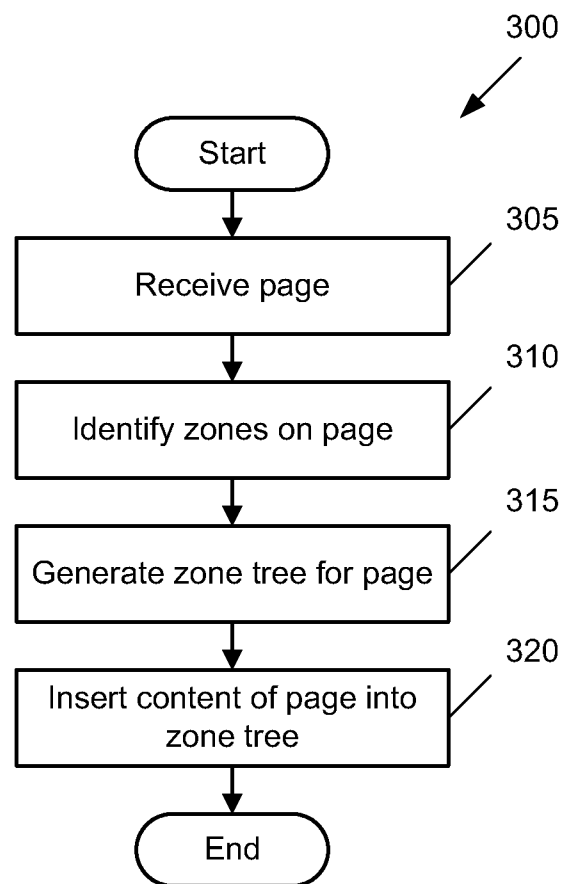 300
Start
305
Receive page
310
Identify zones on page
315
Generate zone tree for page
320
Insert content of page into
zone tree
End